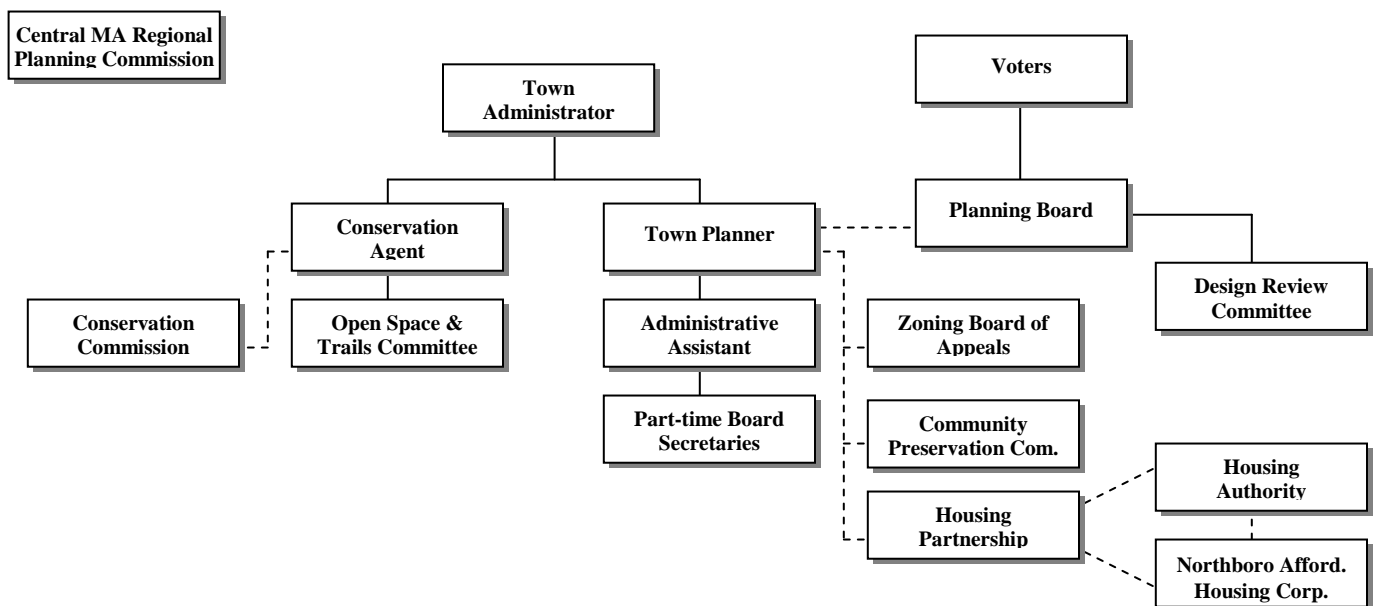 Central MA Regional
Planning Commission
Voters
Town
Administrator
Planning Board
Conservation
Agent
Town Planner
Design Review
Committee
Conservation
Commission
Open Space &
Trails Committee
Administrative
Assistant
Zoning Board of
Appeals
Part-time Board
Secretaries
Community
Preservation Com.
Housing
Authority
Housing
Partnership
Northboro Afford.
Housing Corp.